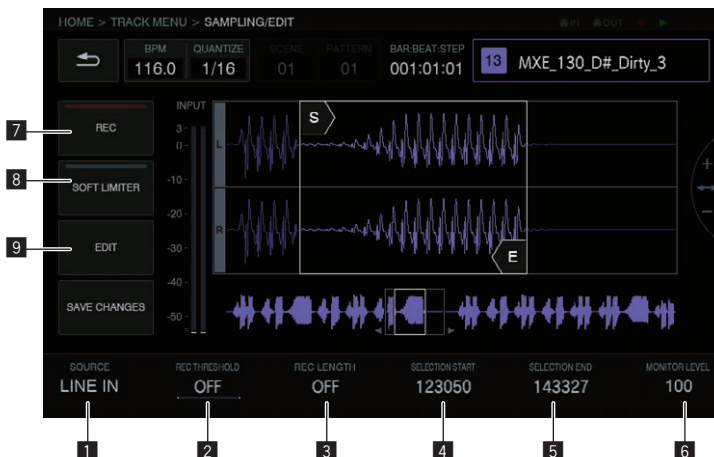 HOME > TRACK MENU > SAMPLING/EDIT
IN OUT
BPM QUANTIZE SCENE PATTERN BAR:BEAT:STEP
116.0 1/16 01 01 001:01:01 13 MXE_130_D#_Dirty_3
INPUT
7 REC
8 SOFT LIMITER
9 EDIT
SAVE CHANGES
3
0
-10
-20
-30
-40
-50
L
R
S
E
+
-
SOURCE REC THRESHOLD REC LENGTH SELECTION START SELECTION END MONITOR LEVEL
LINE IN OFF OFF 123050 143327 100
1 2 3 4 5 6